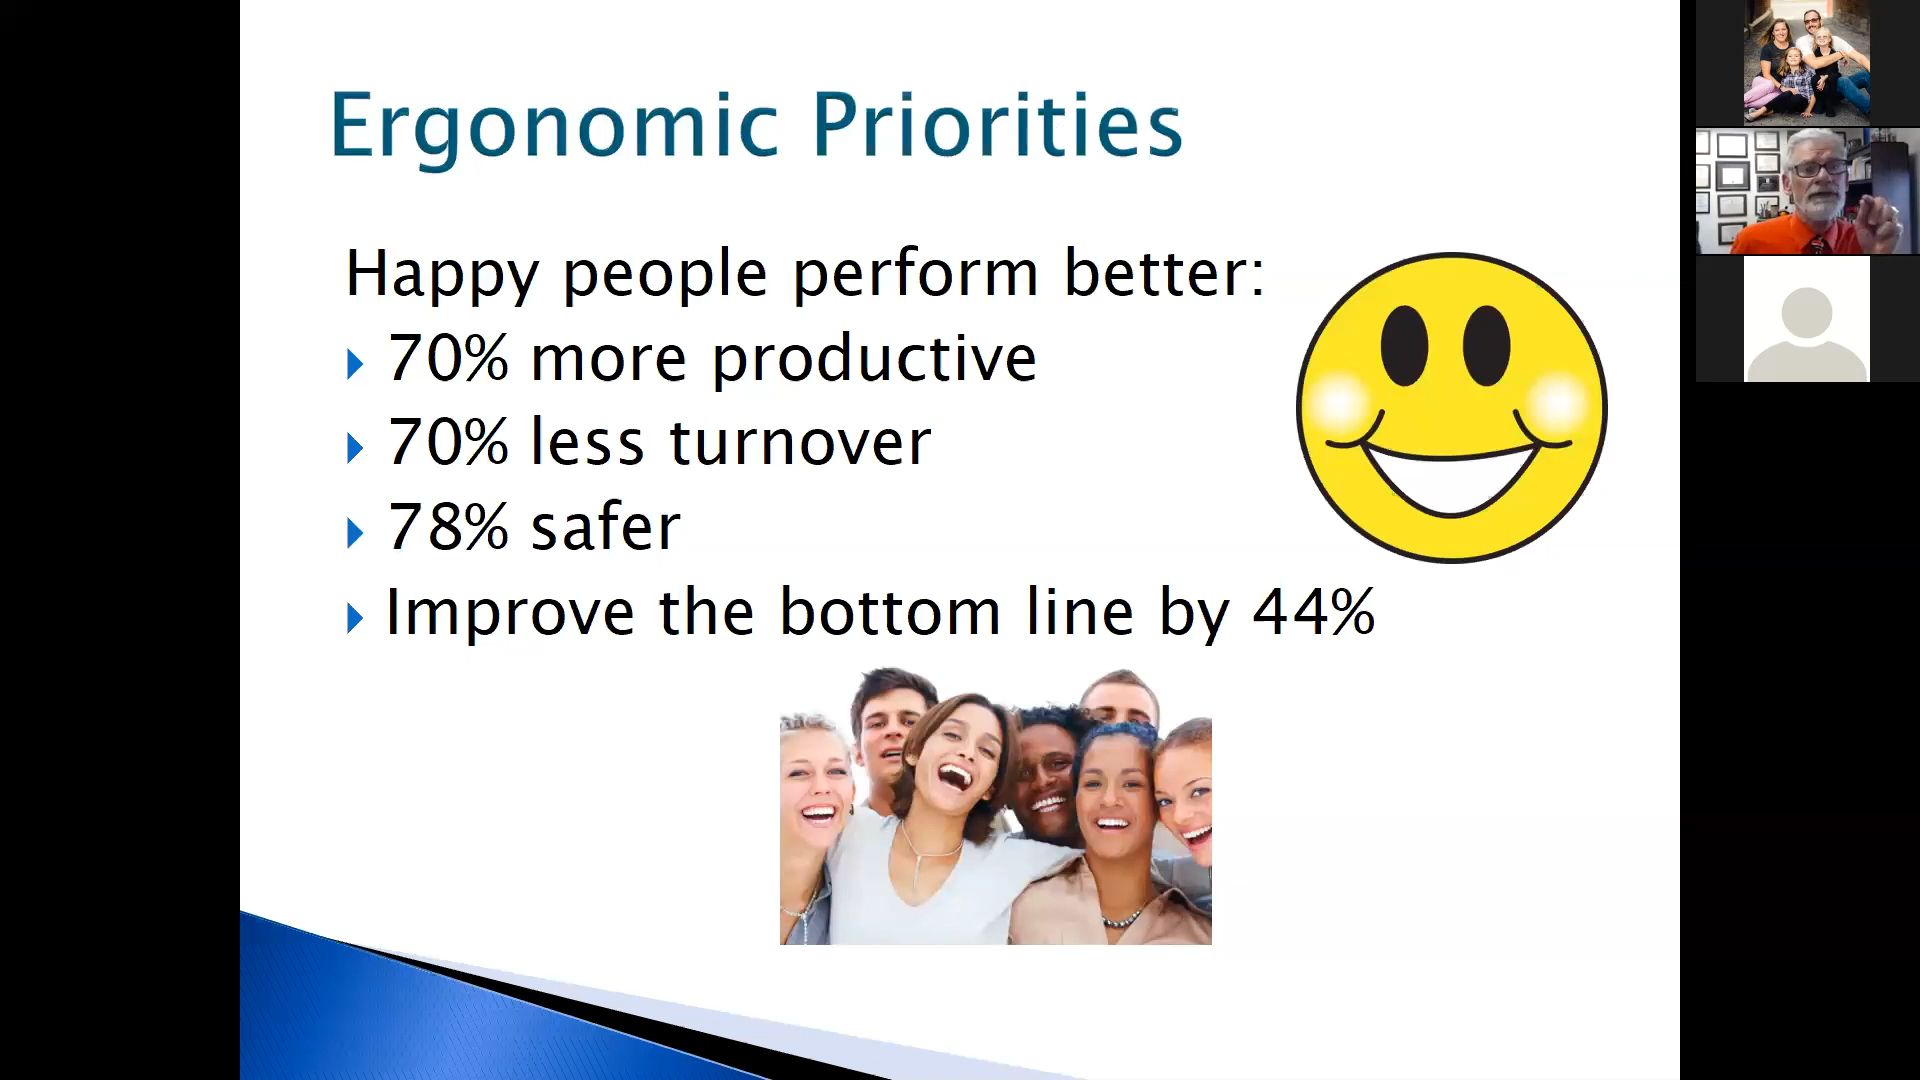 Ergonomic Priorities
Happy people perform better:
70% more productive
70% less turnover
78% safer
Improve the bottom line by 44%